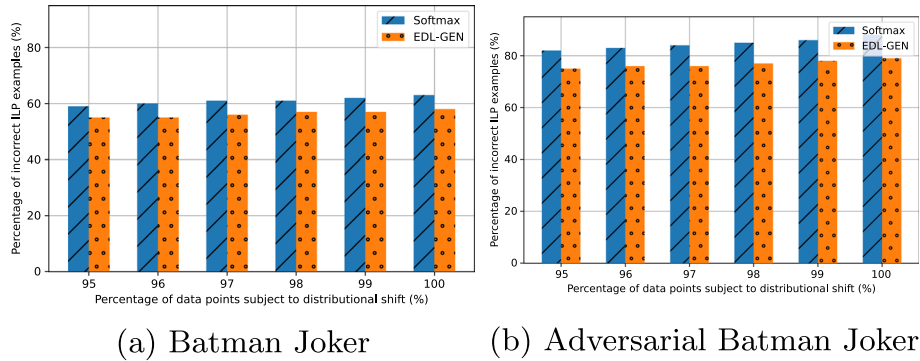 Softmax
EDL-GEN
80
60
40
20
0
95 96 97 98 99 100
Percentage of incorrect ILP examples (%)
Percentage of data points subject to distributional shift (%)
(a) Batman Joker
Softmax
EDL-GEN
80
60
40
20
0
95 96 97 98 99 100
Percentage of incorrect ILP examples (%)
Percentage of data points subject to distributional shift (%)
(b) Adversarial Batman Joker